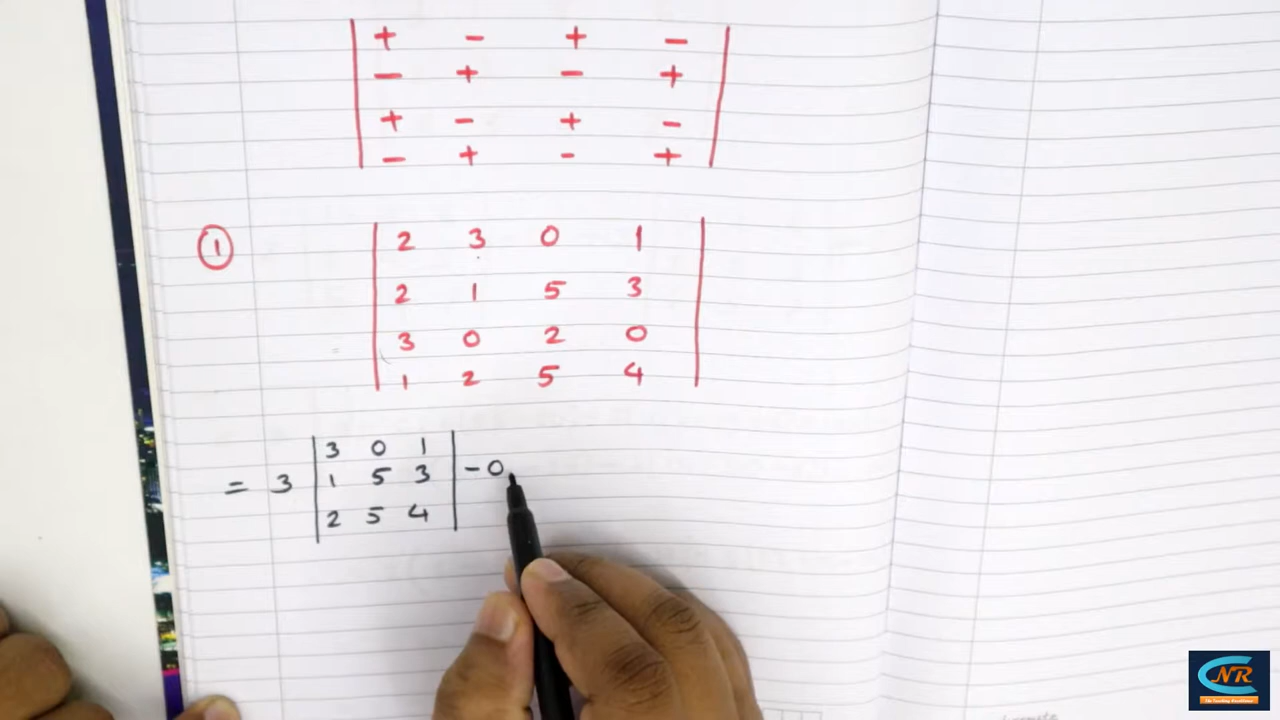 + - + -
- + - +
+ - + -
- + - +
① 2 3 0 1
2 1 5 3
3 0 2 0
1 2 5 4
3 0 1
= 3 1 5 3 - 0
2 5 4
NR